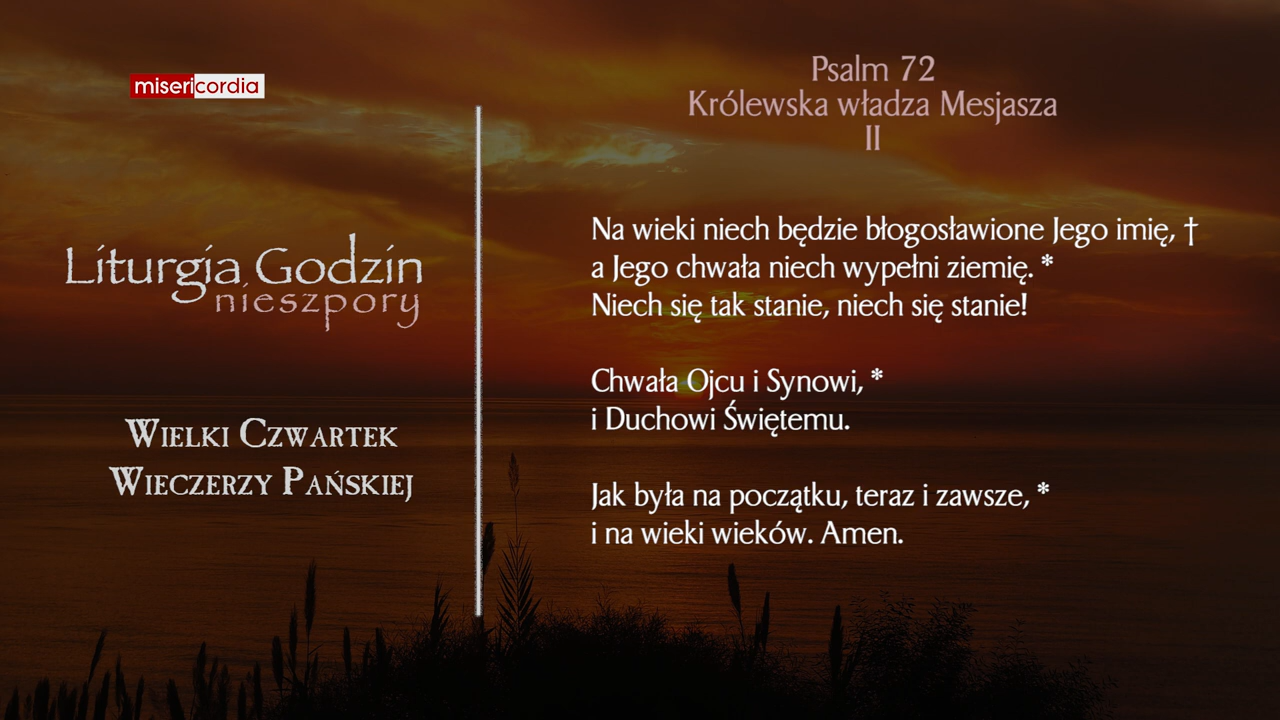 misericordia
Liturgia Godzin
nieszpory
Wielki Czwartek
Wieczerzy Pańskiej
Psalm 72
Królewska władza Mesjasza
II
Na wieki niech będzie błogosławione Jego imię, †
a Jego chwała niech wypełni ziemię. *
Niech się tak stanie, niech się stanie!
Chwała Ojcu i Synowi, *
i Duchowi Świętemu.
Jak była na początku, teraz i zawsze, *
i na wieki wieków. Amen.